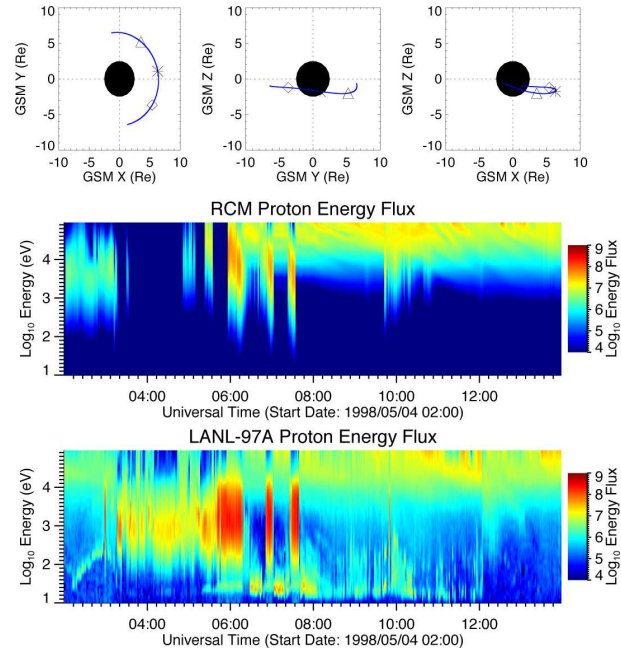 10
5
0
-5
-10
GSM Y (Re)
-10 -5 0 5 10
GSM X (Re)
10
5
0
-5
-10
GSM Z (Re)
-10 -5 0 5 10
GSM Y (Re)
10
5
0
-5
-10
GSM Z (Re)
-10 -5 0 5 10
GSM X (Re)
RCM Proton Energy Flux
4
3
2
1
Log10 Energy (eV)
04:00 06:00 08:00 10:00 12:00
Universal Time (Start Date: 1998/05/04 02:00)
9
8
7
6
5
4
Log10 Energy Flux
LANL-97A Proton Energy Flux
4
3
2
1
Log10 Energy (eV)
04:00 06:00 08:00 10:00 12:00
Universal Time (Start Date: 1998/05/04 02:00)
9
8
7
6
5
4
Log10 Energy Flux